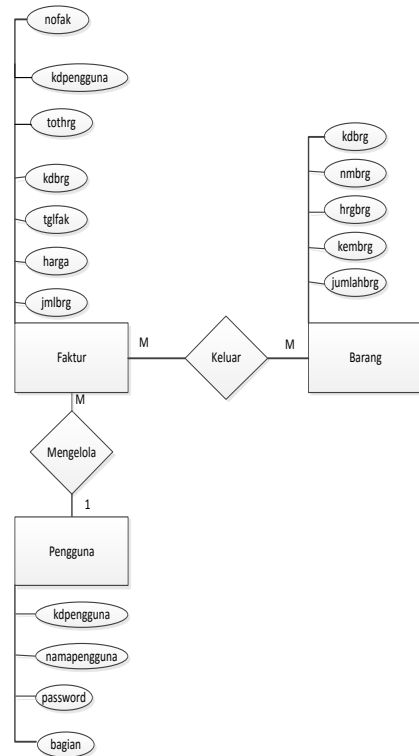 nofak
kdpengguna
tothrg
kdbrg
tglfak
harga
jmlbrg
kdbrg
nmbrg
hrgbrg
kembrg
jumlahbrg
Faktur
M
Keluar
M
Barang
M
Mengelola
1
Pengguna
kdpengguna
namapengguna
password
bagian